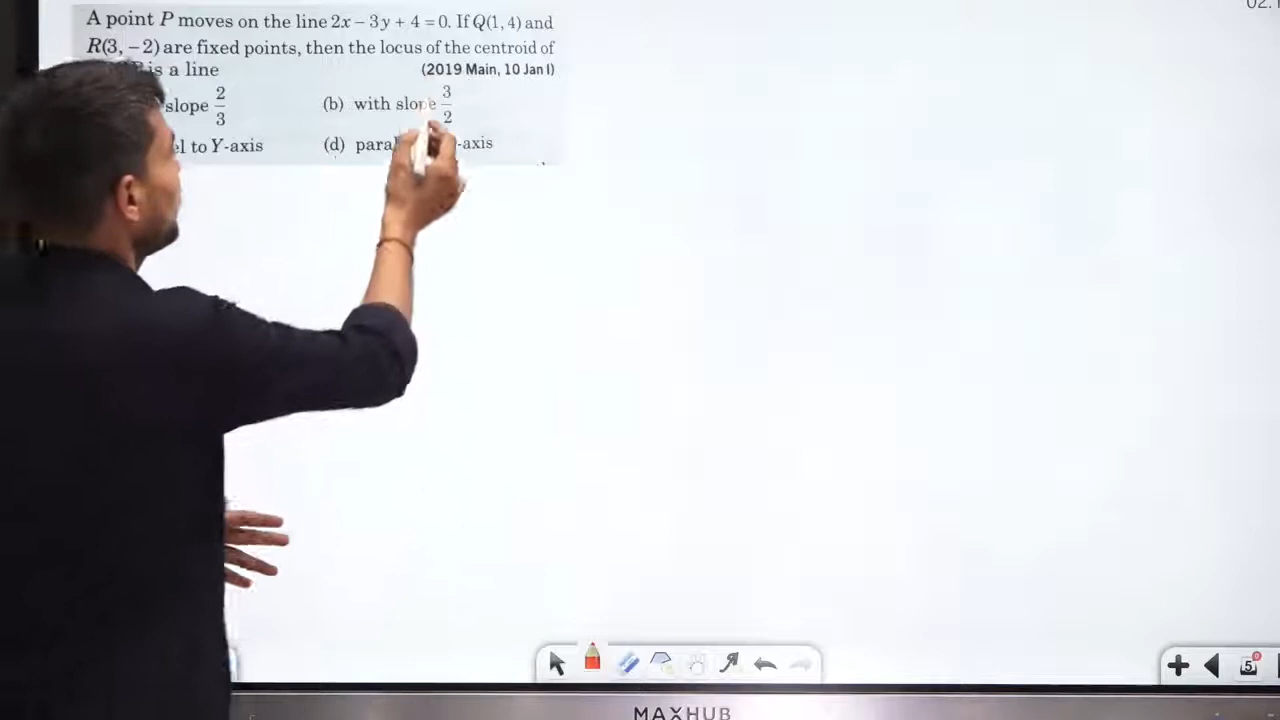 A point P moves on the line 2x – 3y + 4 = 0. If Q(1, 4) and
R(3, – 2) are fixed points, then the locus of the centroid of
is a line (2019 Main, 10 Jan I)
slope 2/3 (b) with slope 3/2
to Y-axis (d) -axis
5
MAXHUB